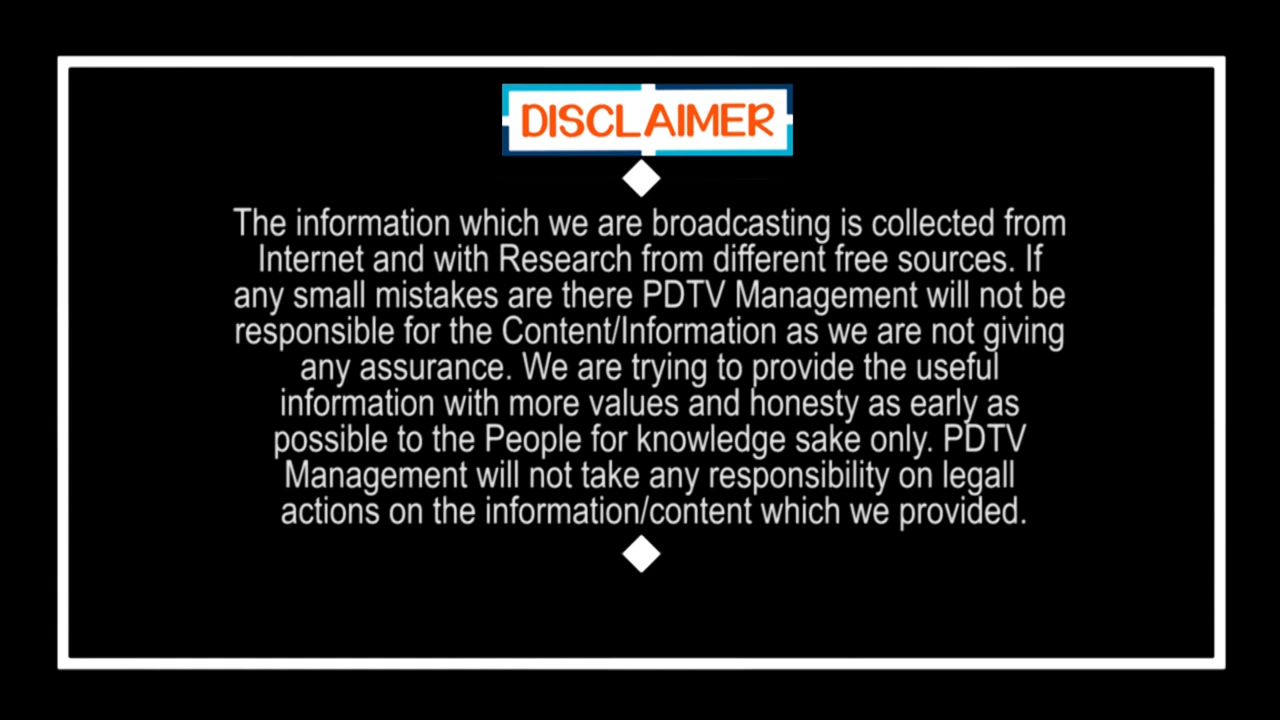 DISCLAIMER
The information which we are broadcasting is collected from
Internet and with Research from different free sources. If
any small mistakes are there PDTV Management will not be
responsible for the Content/Information as we are not giving
any assurance. We are trying to provide the useful
information with more values and honesty as early as
possible to the People for knowledge sake only. PDTV
Management will not take any responsibility on legall
actions on the information/content which we provided.